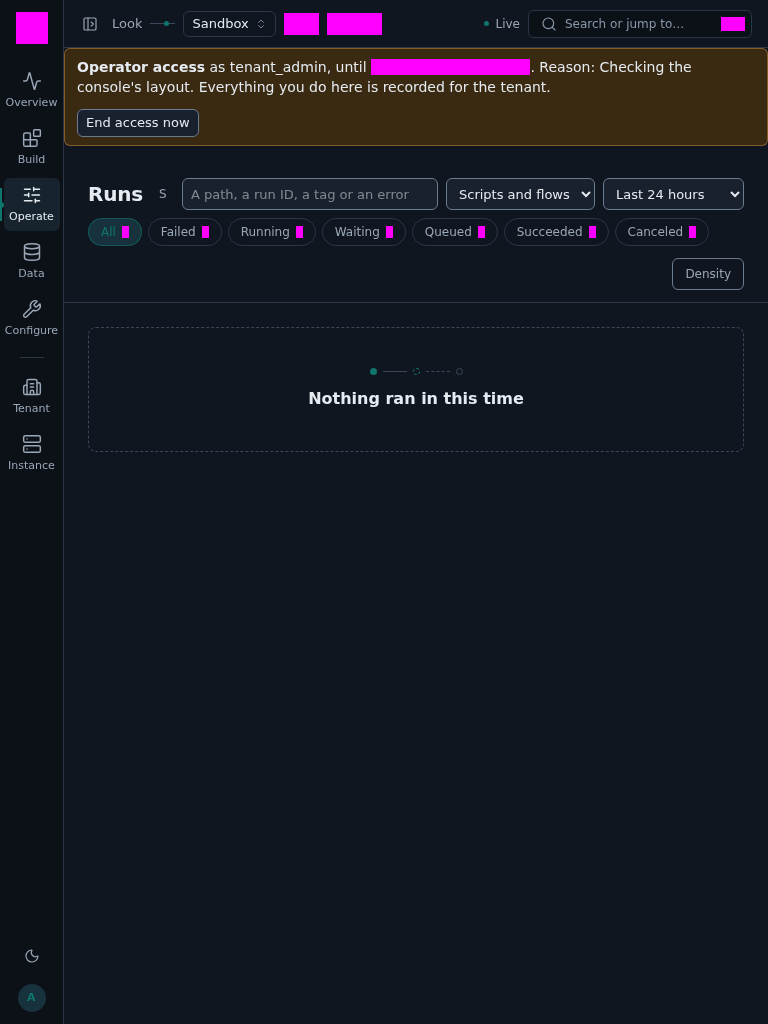 Look
Sandbox
Live
Search or jump to…
Operator access as tenant_admin, until . Reason: Checking the
console's layout. Everything you do here is recorded for the tenant.
End access now
Overview
Build
Operate
Data
Configure
Tenant
Instance
A
Runs
S
A path, a run ID, a tag or an error
Scripts and flows
Last 24 hours
All
Failed
Running
Waiting
Queued
Succeeded
Canceled
Density
Nothing ran in this time